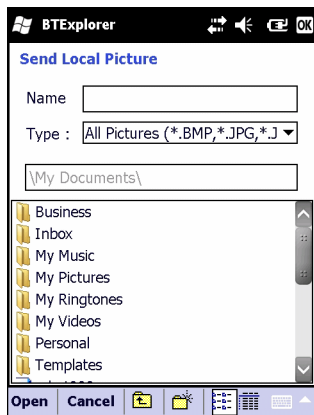 BTExplorer OK
Send Local Picture
Name
Type : All Pictures (*.BMP,*.JPG,*.J
\My Documents\
Business
Inbox
My Music
My Pictures
My Ringtones
My Videos
Personal
Templates
Open Cancel